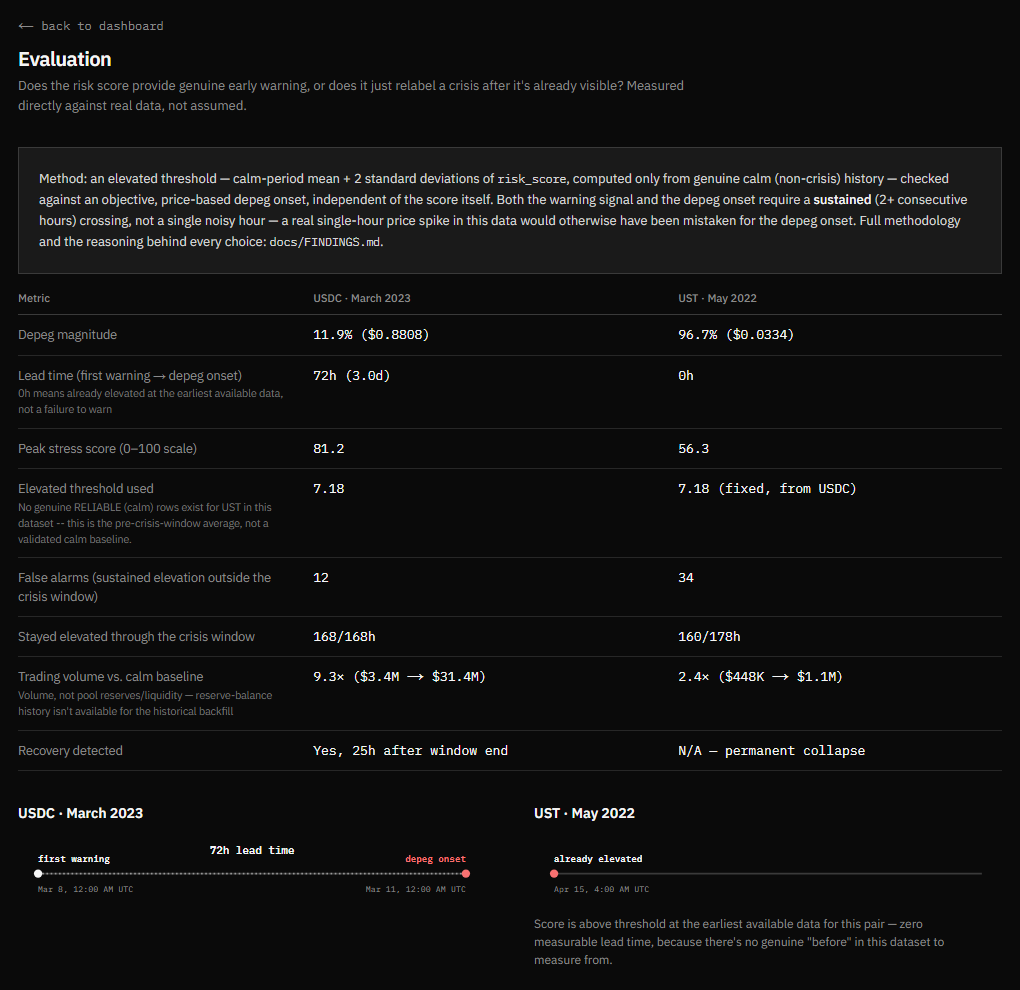 ← back to dashboard
Evaluation
Does the risk score provide genuine early warning, or does it just relabel a crisis after it's already visible? Measured
directly against real data, not assumed.
Method: an elevated threshold — calm-period mean + 2 standard deviations of risk_score, computed only from genuine calm (non-crisis) history — checked
against an objective, price-based depeg onset, independent of the score itself. Both the warning signal and the depeg onset require a sustained (2+ consecutive
hours) crossing, not a single noisy hour — a real single-hour price spike in this data would otherwise have been mistaken for the depeg onset. Full methodology
and the reasoning behind every choice: docs/FINDINGS.md.
Metric USDC · March 2023 UST · May 2022
Depeg magnitude 11.9% ($0.8808) 96.7% ($0.0334)
Lead time (first warning → depeg onset) 72h (3.0d) 0h
0h means already elevated at the earliest available data,
not a failure to warn
Peak stress score (0–100 scale) 81.2 56.3
Elevated threshold used 7.18 7.18 (fixed, from USDC)
No genuine RELIABLE (calm) rows exist for UST in this
dataset -- this is the pre-crisis-window average, not a
validated calm baseline.
False alarms (sustained elevation outside the 12 34
crisis window)
Stayed elevated through the crisis window 168/168h 160/178h
Trading volume vs. calm baseline 9.3× ($3.4M → $31.4M) 2.4× ($448K → $1.1M)
Volume, not pool reserves/liquidity — reserve-balance
history isn't available for the historical backfill
Recovery detected Yes, 25h after window end N/A — permanent collapse
USDC · March 2023
72h lead time
first warning depeg onset
Mar 8, 12:00 AM UTC Mar 11, 12:00 AM UTC
UST · May 2022
already elevated
Apr 15, 4:00 AM UTC
Score is above threshold at the earliest available data for this pair — zero
measurable lead time, because there's no genuine "before" in this dataset to
measure from.